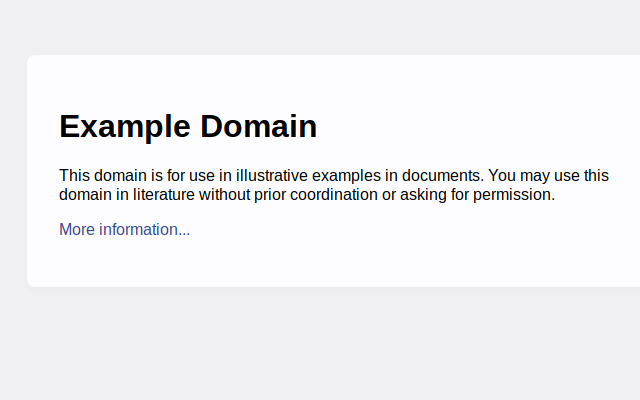 Example Domain
This domain is for use in illustrative examples in documents. You may use this
domain in literature without prior coordination or asking for permission.
More information...